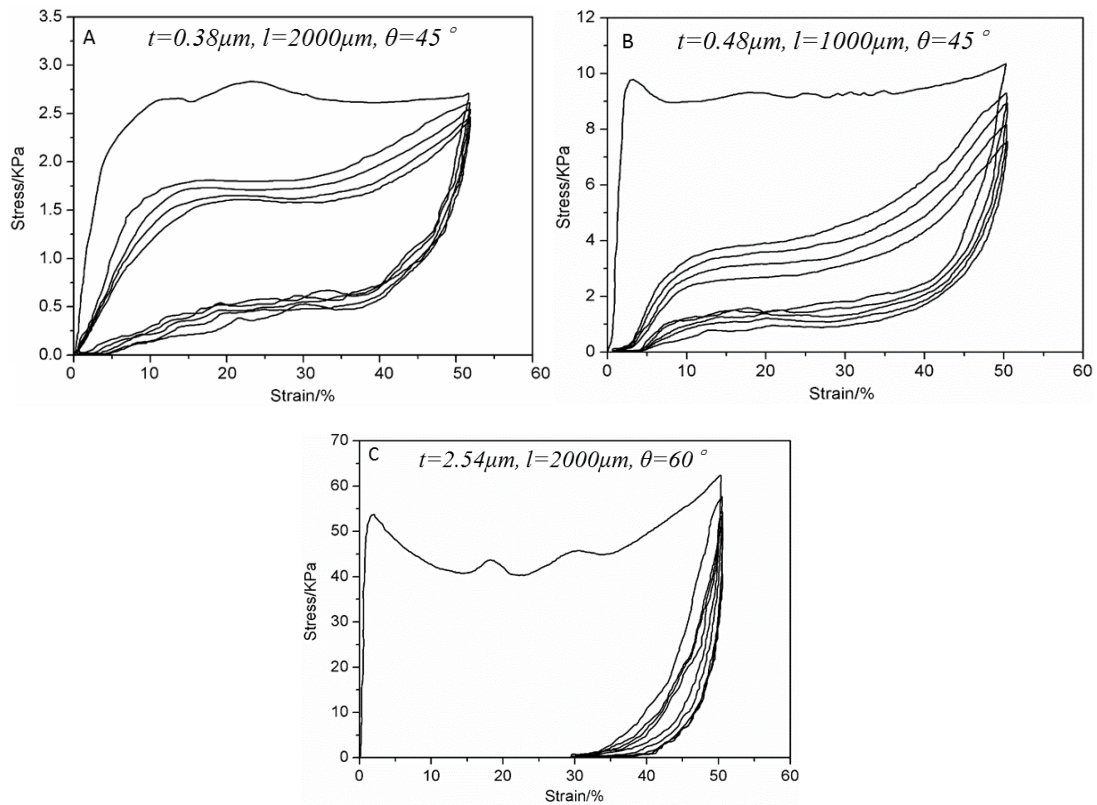 A
t=0.38μm, l=2000μm, θ=45°
3.5
3.0
2.5
2.0
1.5
1.0
0.5
0.0
Stress/KPa
0 10 20 30 40 50 60
Strain/%
B
t=0.48μm, l=1000μm, θ=45°
12
10
8
6
4
2
0
Stress/KPa
0 10 20 30 40 50 60
Strain/%
C
t=2.54μm, l=2000μm, θ=60°
70
60
50
40
30
20
10
0
Stress/KPa
0 10 20 30 40 50 60
Strain/%